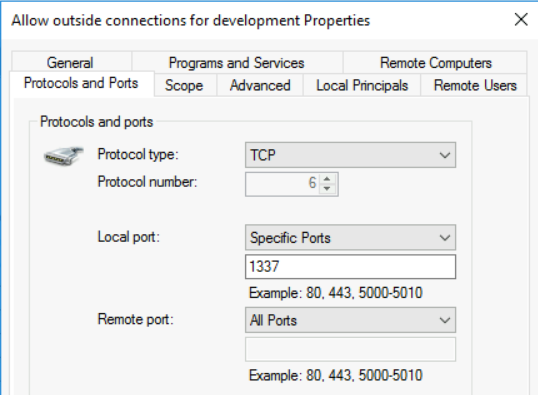 Allow outside connections for development Properties
General Programs and Services Remote Computers
Protocols and Ports Scope Advanced Local Principals Remote Users
Protocols and ports
Protocol type: TCP
Protocol number: 6
Local port: Specific Ports
1337
Example: 80, 443, 5000-5010
Remote port: All Ports
Example: 80, 443, 5000-5010